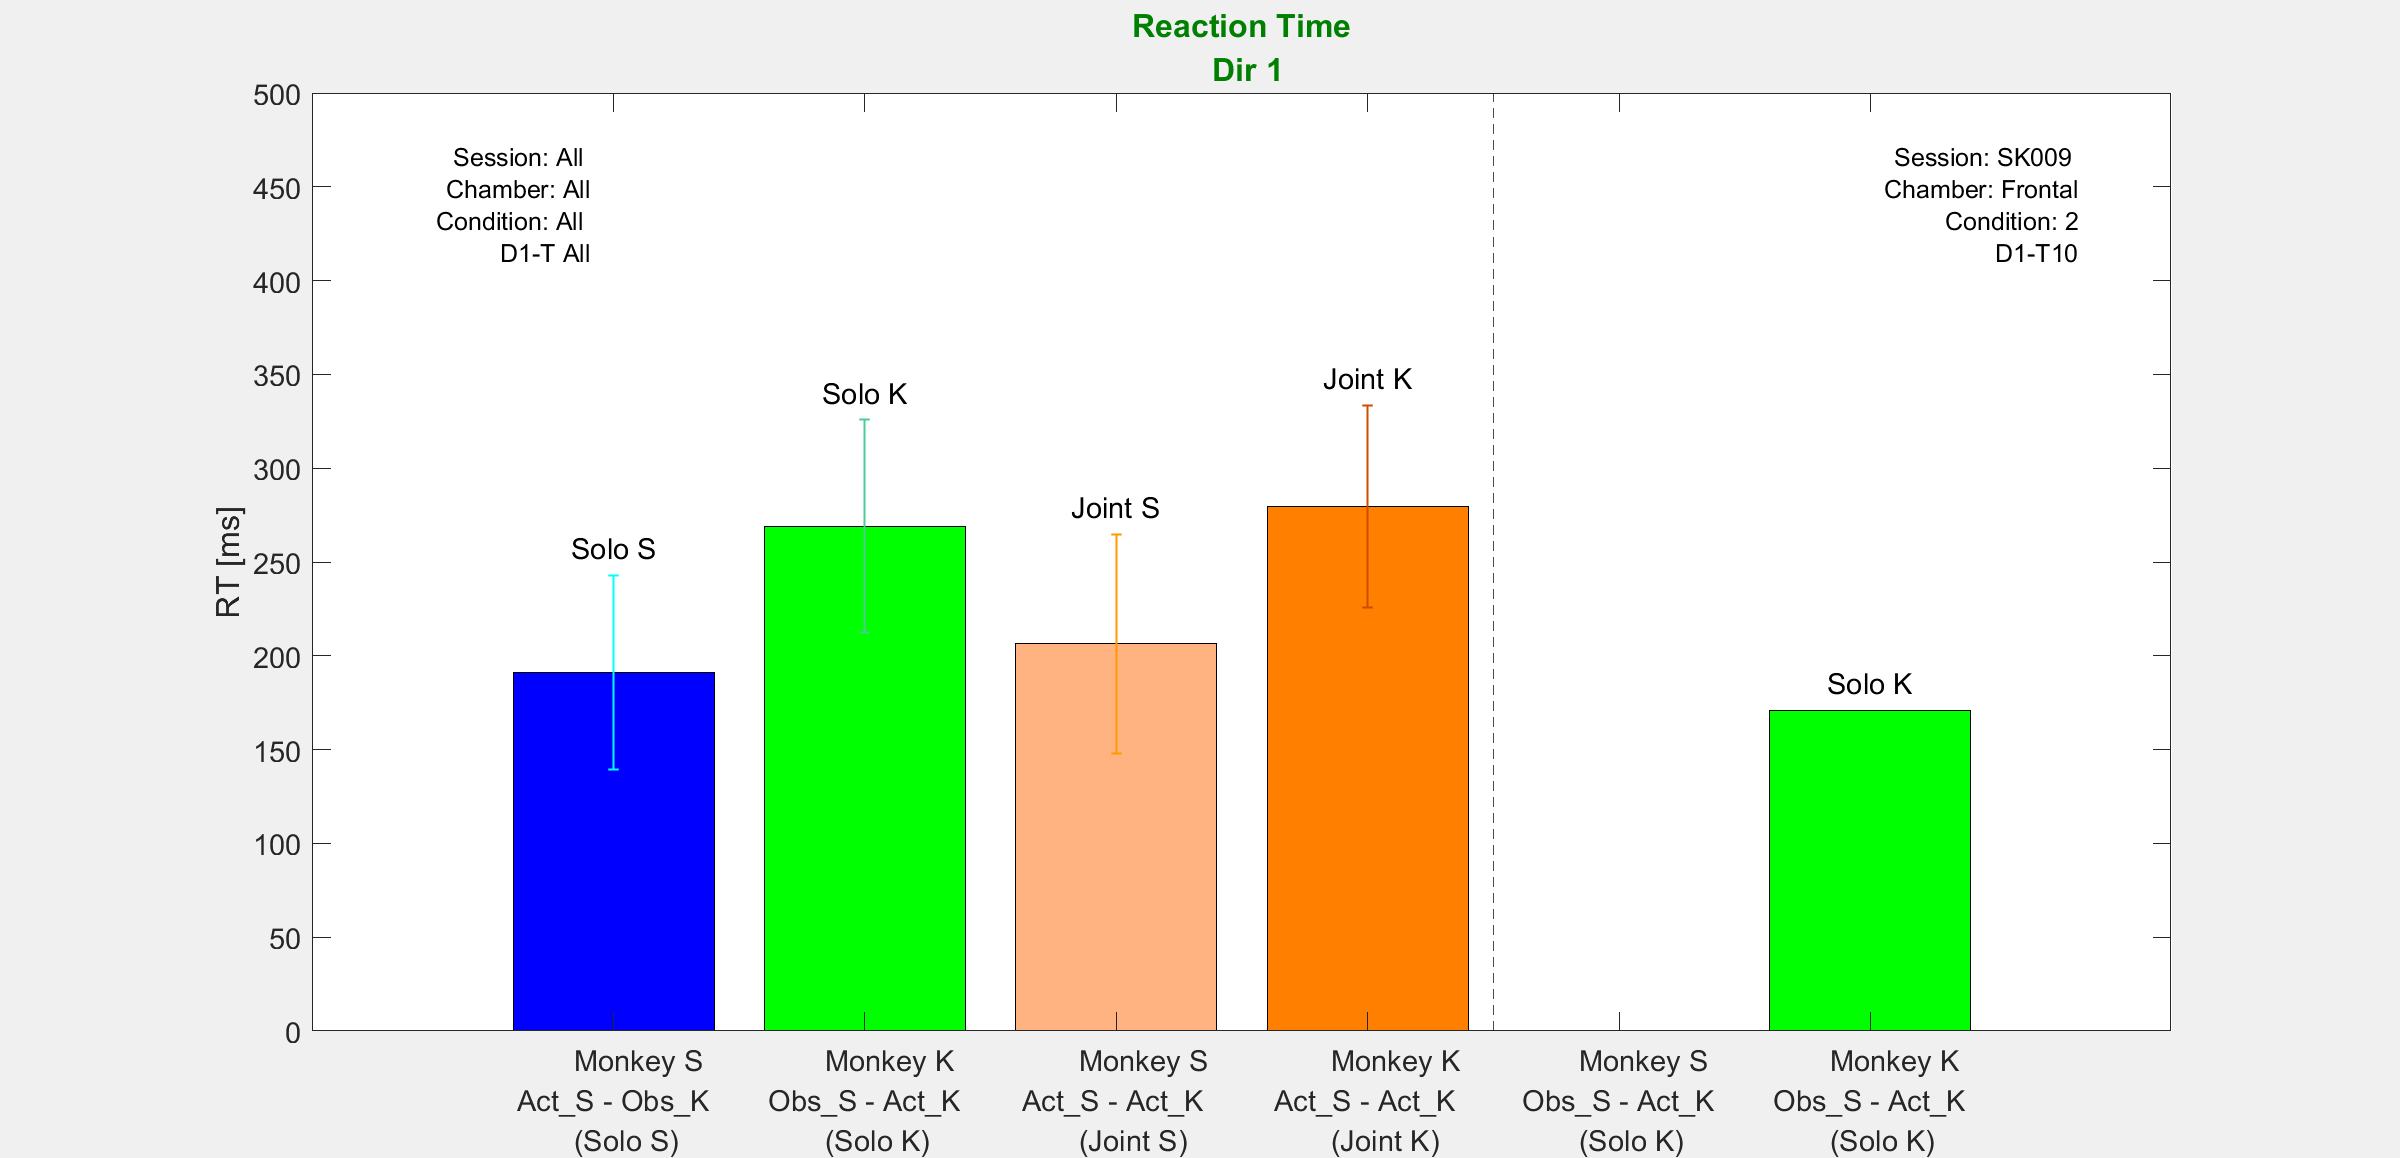 Reaction Time
Dir 1
500
450
400
350
300
250
200
150
100
50
0
RT [ms]
Session: All
Chamber: All
Condition: All
D1-T All
Session: SK009
Chamber: Frontal
Condition: 2
D1-T10
Solo S
Solo K
Joint S
Joint K
Solo K
Monkey S
Act_S - Obs_K
(Solo S)
Monkey K
Obs_S - Act_K
(Solo K)
Monkey S
Act_S - Act_K
(Joint S)
Monkey K
Act_S - Act_K
(Joint K)
Monkey S
Obs_S - Act_K
(Solo K)
Monkey K
Obs_S - Act_K
(Solo K)